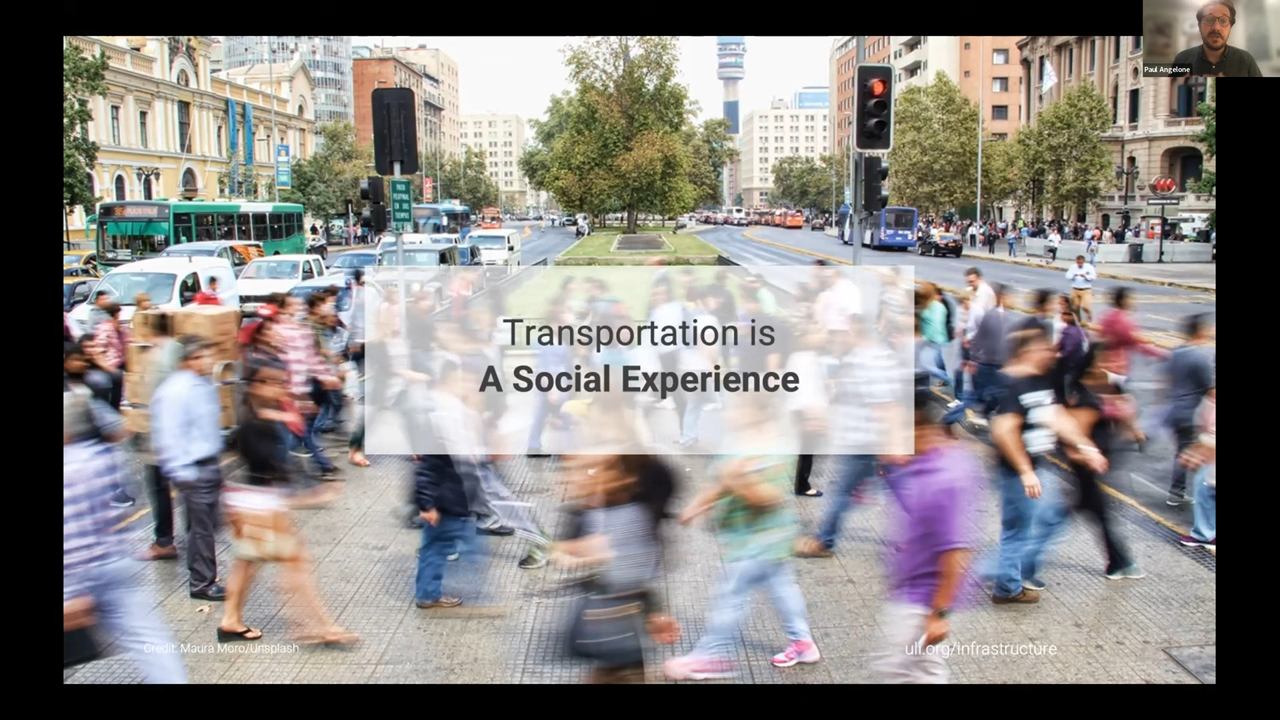 Paul Angelone
Transportation is
A Social Experience
Credit: Maura Moro/Unsplash
uli.org/infrastructure